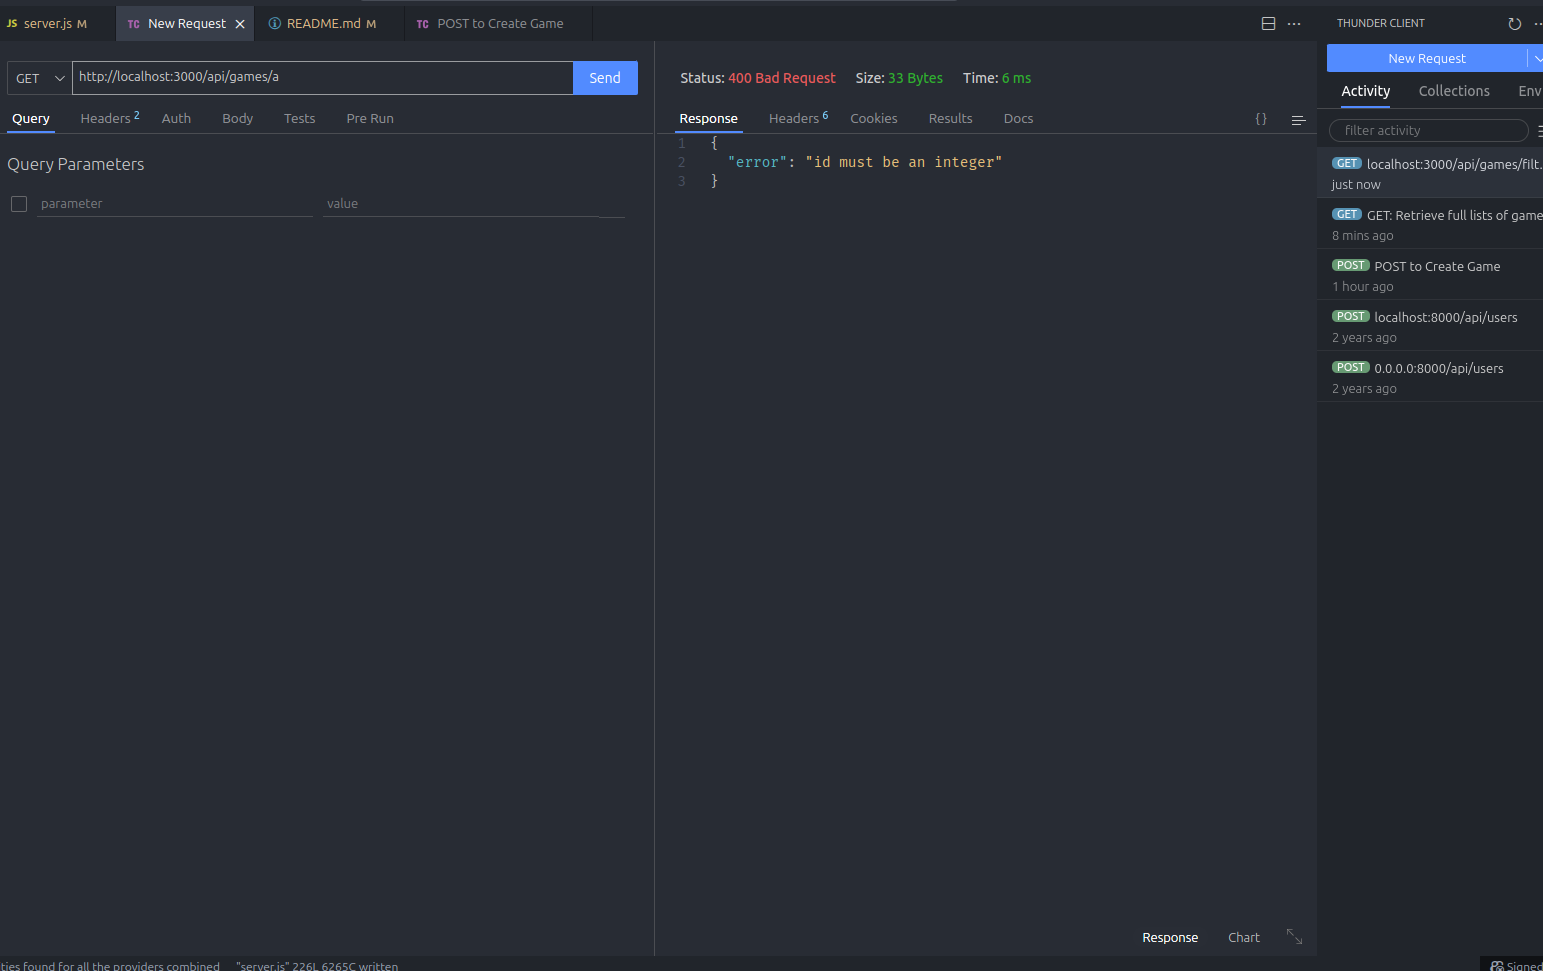 JS server.js M
TC New Request ×
README.md M
TC POST to Create Game
GET
http://localhost:3000/api/games/a
Send
Query
Headers 2
Auth
Body
Tests
Pre Run
Query Parameters
parameter
value
Status: 400 Bad Request Size: 33 Bytes Time: 6 ms
Response
Headers 6
Cookies
Results
Docs
{}
1 {
2 "error": "id must be an integer"
3 }
Response
Chart
THUNDER CLIENT
New Request
Activity
Collections
Env
filter activity
GET localhost:3000/api/games/filt...
just now
GET GET: Retrieve full lists of game
8 mins ago
POST POST to Create Game
1 hour ago
POST localhost:8000/api/users
2 years ago
POST 0.0.0.0:8000/api/users
2 years ago
ties found for all the providers combined "server.js" 226L 6265C written
Signed